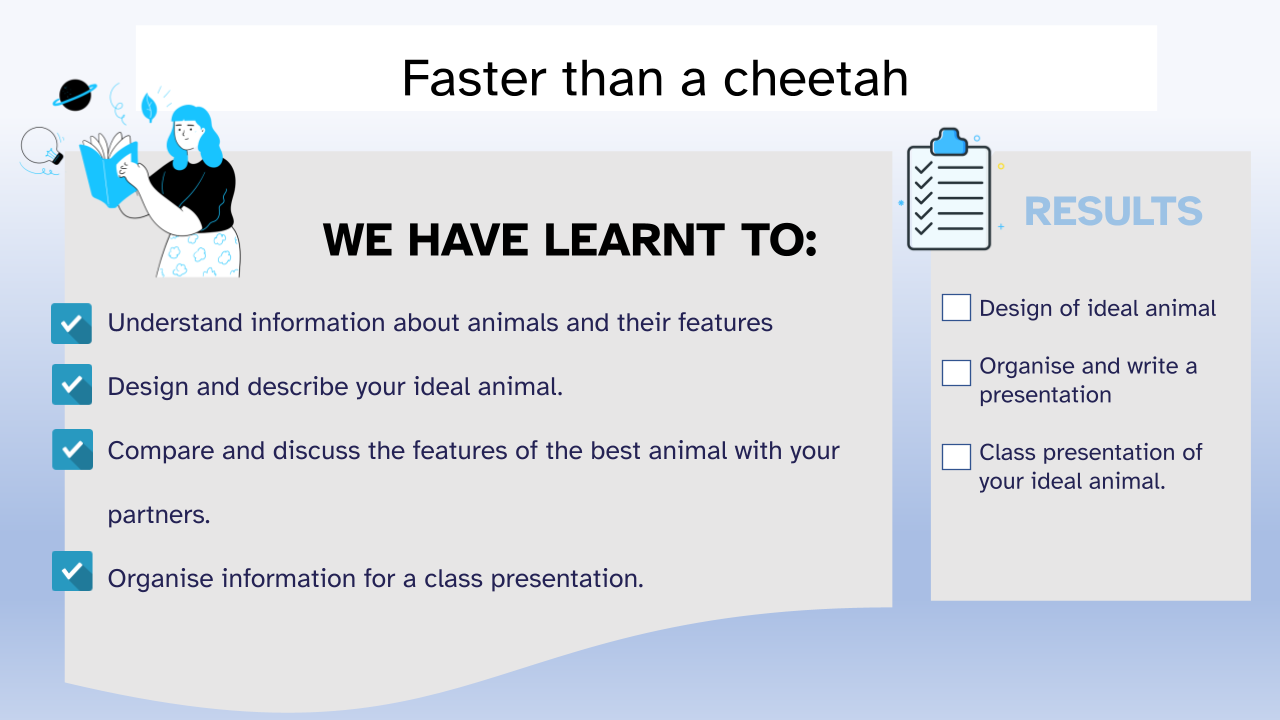 Faster than a cheetah
WE HAVE LEARNT TO:
Understand information about animals and their features
Design and describe your ideal animal.
Compare and discuss the features of the best animal with your
partners.
Organise information for a class presentation.
RESULTS
Design of ideal animal
Organise and write a
presentation
Class presentation of
your ideal animal.